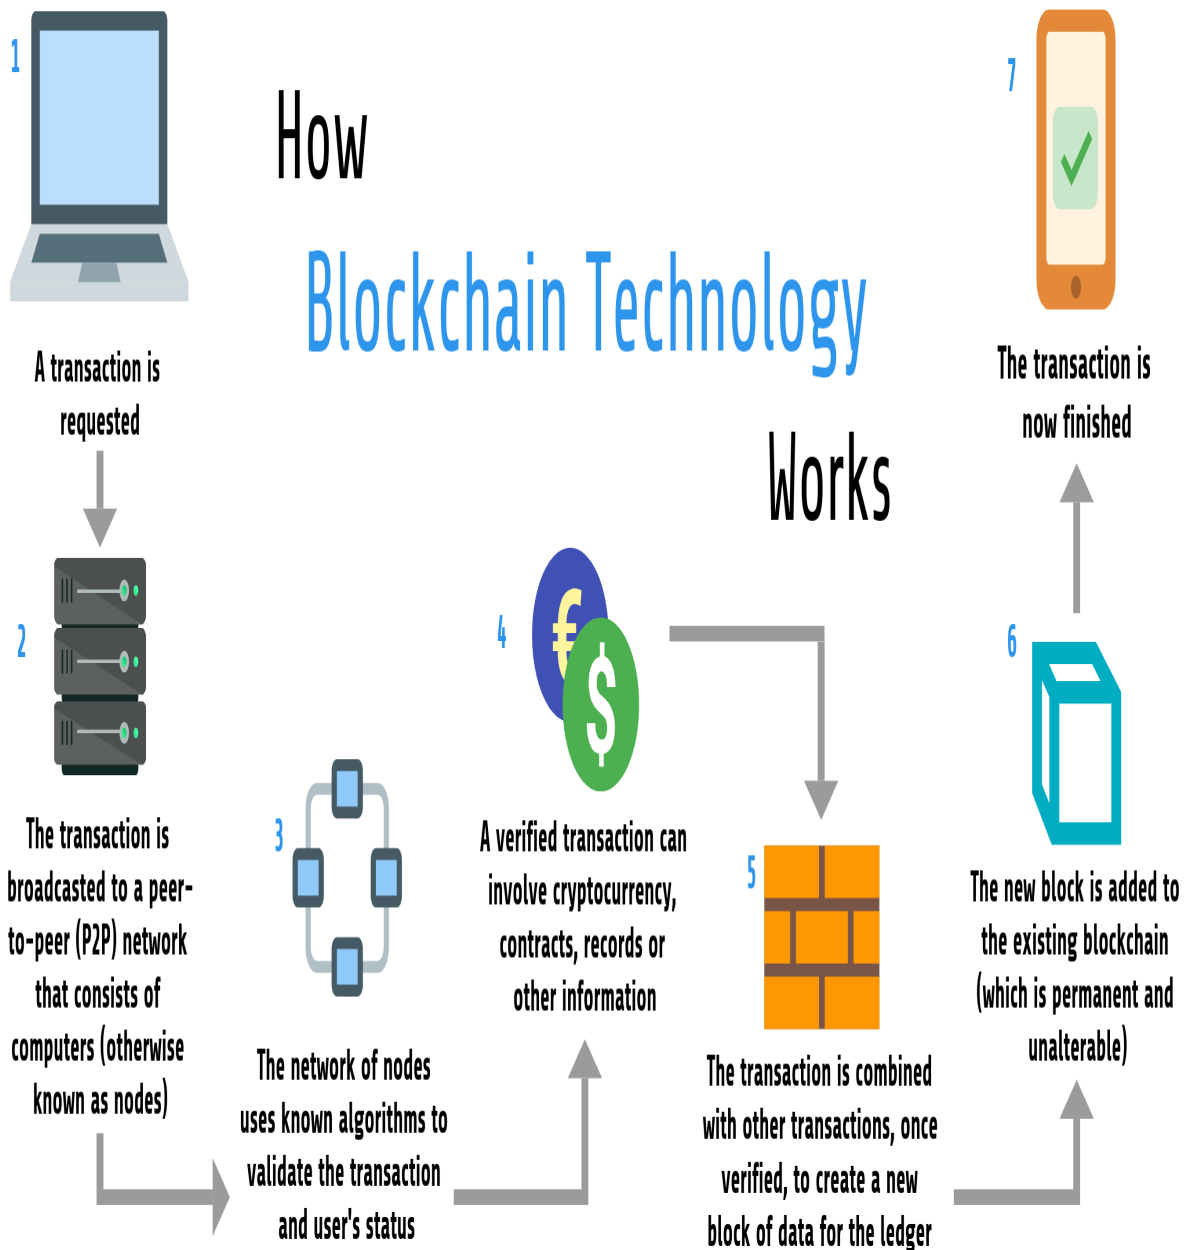 How
Blockchain Technology
Works
1
A transaction is
requested
2
The transaction is
broadcasted to a peer-
to-peer (P2P) network
that consists of
computers (otherwise
known as nodes)
3
The network of nodes
uses known algorithms to
validate the transaction
and user's status
4
€
$
A verified transaction can
involve cryptocurrency,
contracts, records or
other information
5
The transaction is combined
with other transactions, once
verified, to create a new
block of data for the ledger
6
The new block is added to
the existing blockchain
(which is permanent and
unalterable)
7
The transaction is
now finished